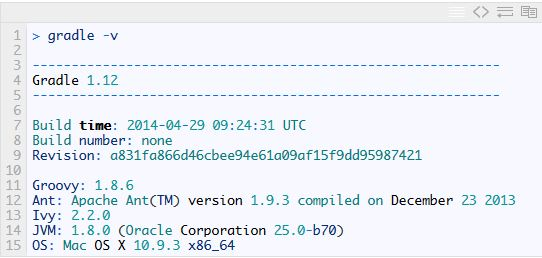 1 > gradle -v
2
3 ------------------------------------------------------------
4 Gradle 1.12
5 ------------------------------------------------------------
6
7 Build time: 2014-04-29 09:24:31 UTC
8 Build number: none
9 Revision: a831fa866d46cbee94e61a09af15f9dd95987421
10
11 Groovy: 1.8.6
12 Ant: Apache Ant(TM) version 1.9.3 compiled on December 23 2013
13 Ivy: 2.2.0
14 JVM: 1.8.0 (Oracle Corporation 25.0-b70)
15 OS: Mac OS X 10.9.3 x86_64